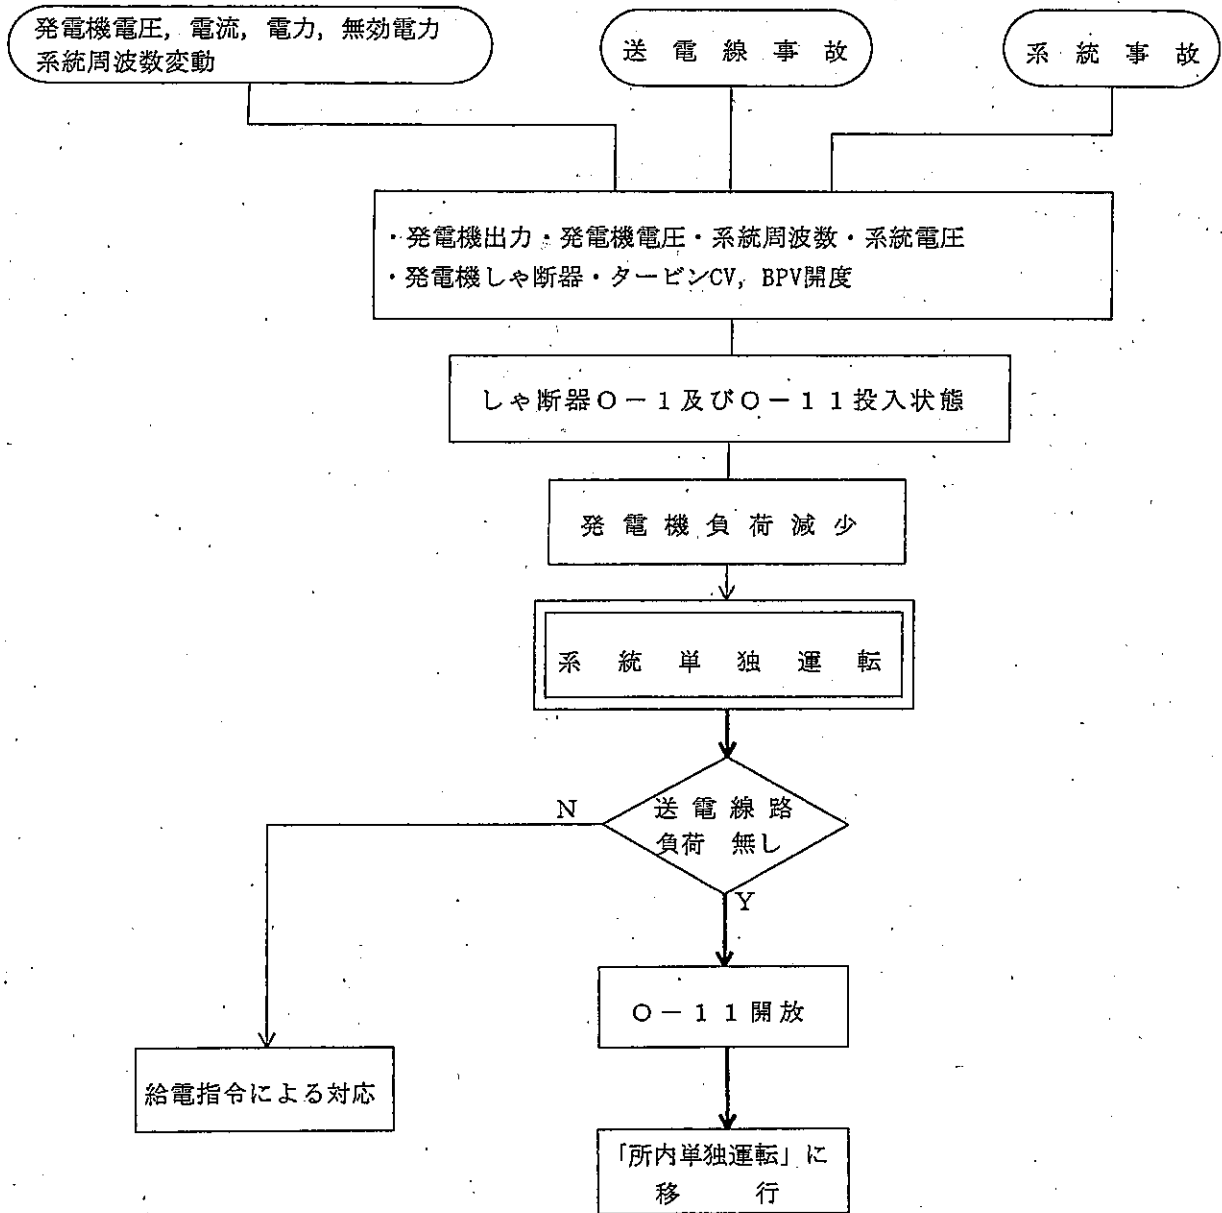 発電機電圧, 電流, 電力, 無効電力
系統周波数変動
送電線事故
系統事故
・発電機出力・発電機電圧・系統周波数・系統電圧
・発電機しゃ断器・タービンCV, BPV開度
しゃ断器O-1及びO-11投入状態
発電機負荷減少
系統単独運転
送電線路
負荷 無し
N
Y
O-11開放
給電指令による対応
「所内単独運転」に
移 行